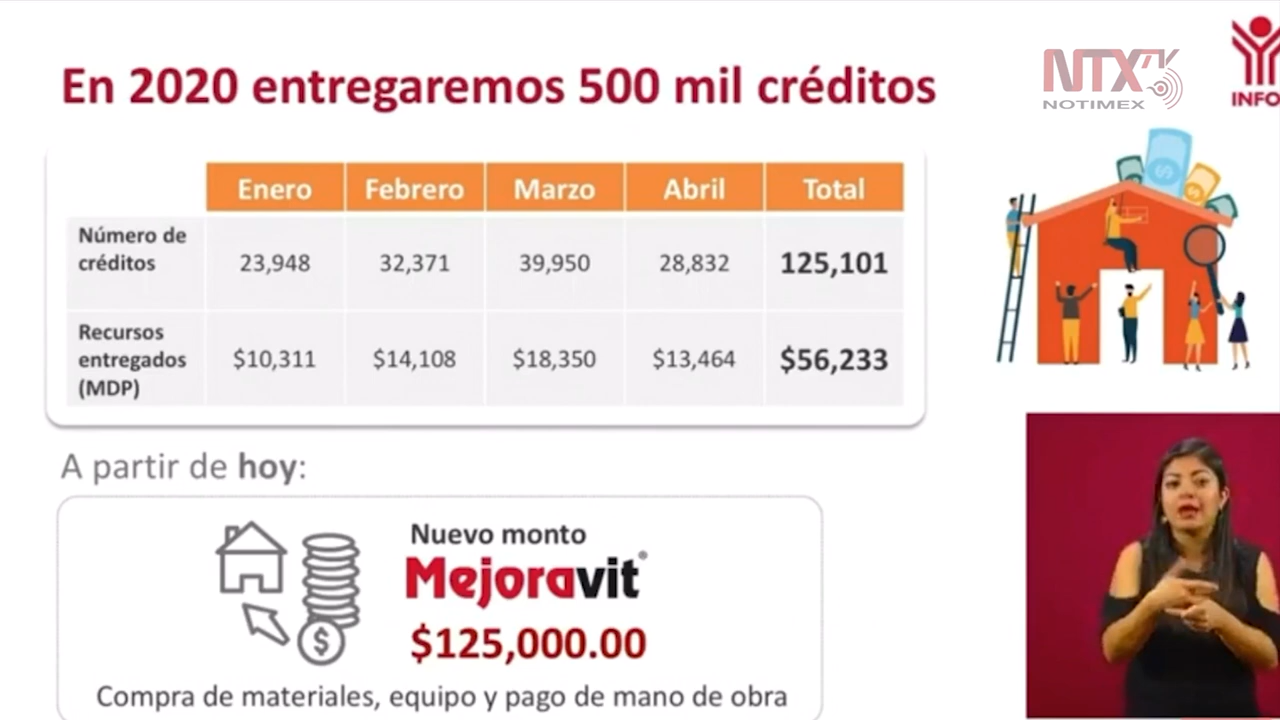 En 2020 entregaremos 500 mil créditos
NTX
NOTIMEX
INFO
Enero Febrero Marzo Abril Total
Número de
créditos
23,948 32,371 39,950 28,832 125,101
Recursos
entregados
(MDP)
$10,311 $14,108 $18,350 $13,464 $56,233
A partir de hoy:
Nuevo monto
Mejoravit
$125,000.00
Compra de materiales, equipo y pago de mano de obra